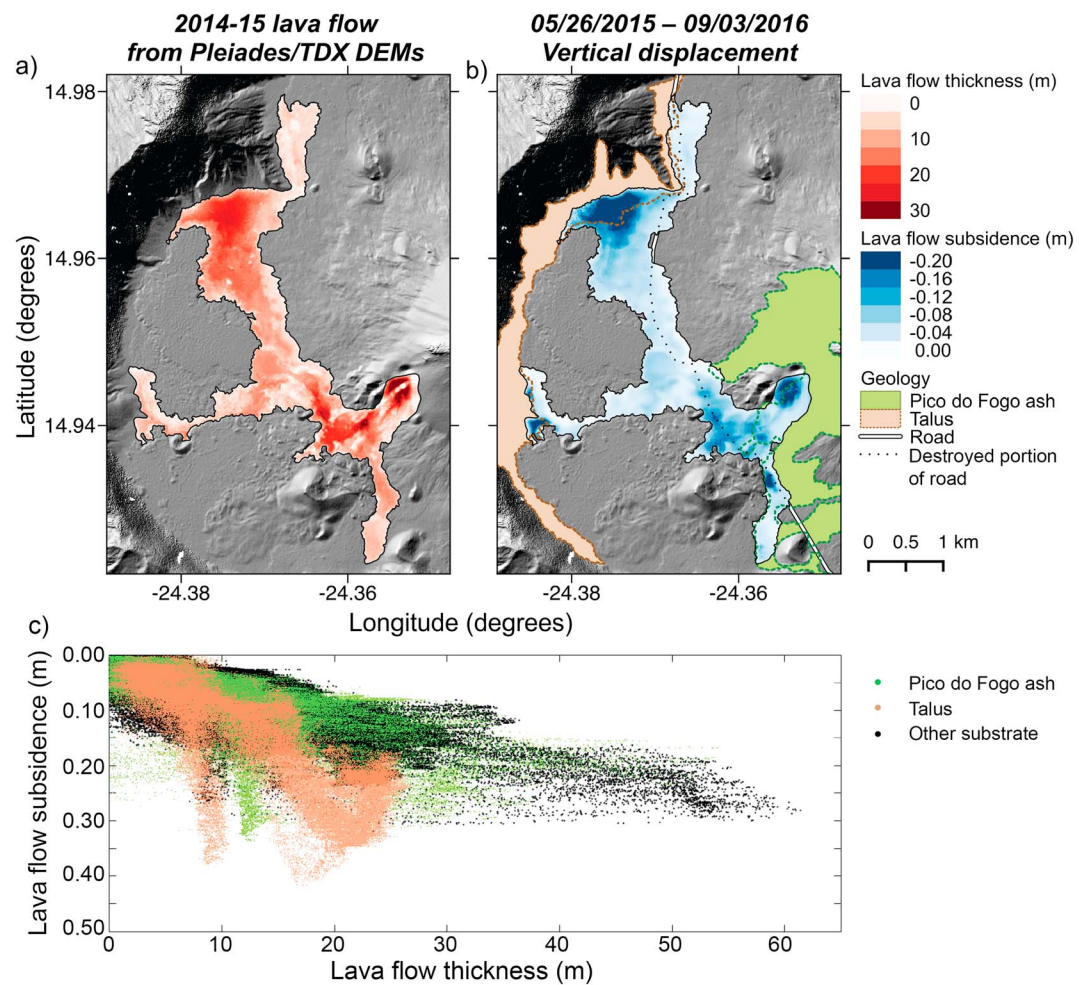 2014-15 lava flow
from Pleiades/TDX DEMs
05/26/2015 – 09/03/2016
Vertical displacement
a)
b)
14.98
14.96
14.94
Latitude (degrees)
-24.38
-24.36
-24.38
-24.36
Longitude (degrees)
Lava flow thickness (m)
0
10
20
30
Lava flow subsidence (m)
-0.20
-0.16
-0.12
-0.08
-0.04
0.00
Geology
Pico do Fogo ash
Talus
Road
Destroyed portion
of road
0 0.5 1 km
c)
0.00
0.10
0.20
0.30
0.40
0.50
Lava flow subsidence (m)
0 10 20 30 40 50 60
Lava flow thickness (m)
Pico do Fogo ash
Talus
Other substrate